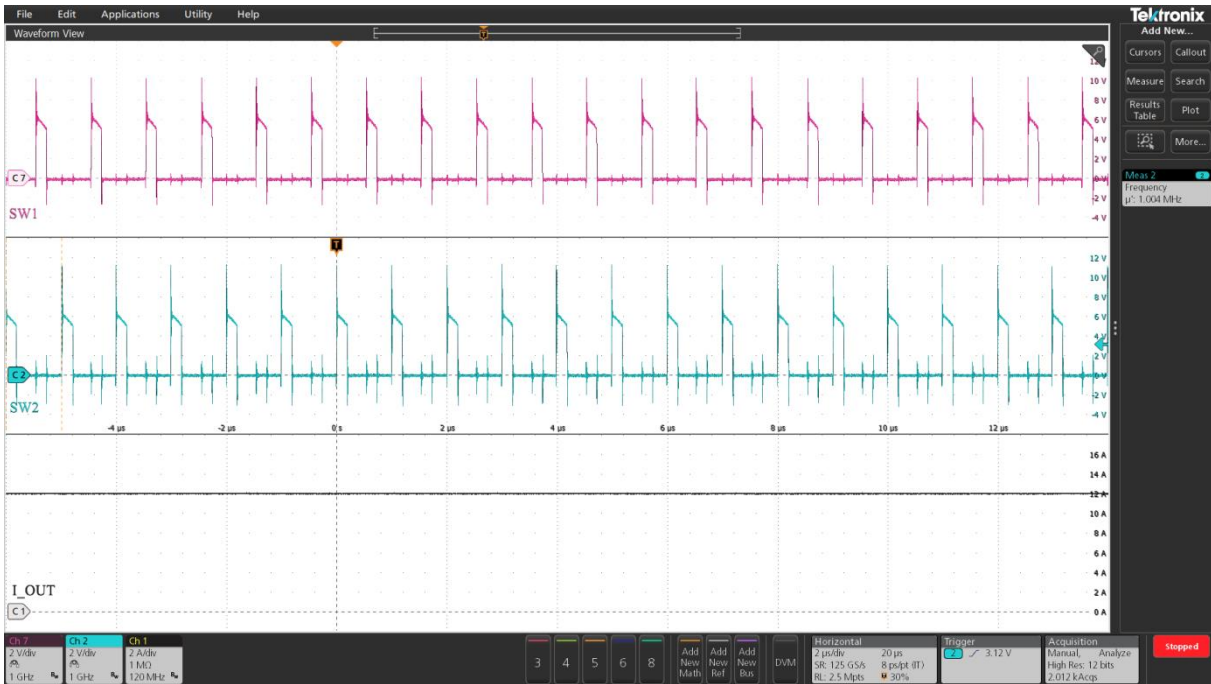 File Edit Applications Utility Help
Tektronix
Waveform View
Add New...
Cursors Callout
Measure Search
Results Table Plot
More...
Meas 2 2
Frequency
µ': 1.004 MHz
T
10 V
8 V
6 V
4 V
2 V
C 7
0 V
-2 V
SW1
-4 V
T
12 V
10 V
8 V
6 V
4 V
2 V
C 2
0 V
-2 V
SW2
-4 V
-4 µs -2 µs 0 s 2 µs 4 µs 6 µs 8 µs 10 µs 12 µs
16 A
14 A
12 A
10 A
8 A
6 A
4 A
I_OUT
2 A
C 1
0 A
Ch 7
2 V/div
1 GHz
Ch 2
2 V/div
1 GHz
Ch 1
2 A/div
1 MΩ
120 MHz
3 4 5 6 8
Add New Math
Add New Ref
Add New Bus
DVM
Horizontal
2 µs/div 20 µs
SR: 125 GS/s 8 ps/pt (IT)
RL: 2.5 Mpts 30%
Trigger
2 3.12 V
Acquisition
Manual, Analyze
High Res: 12 bits
2.012 kAcqs
Stopped